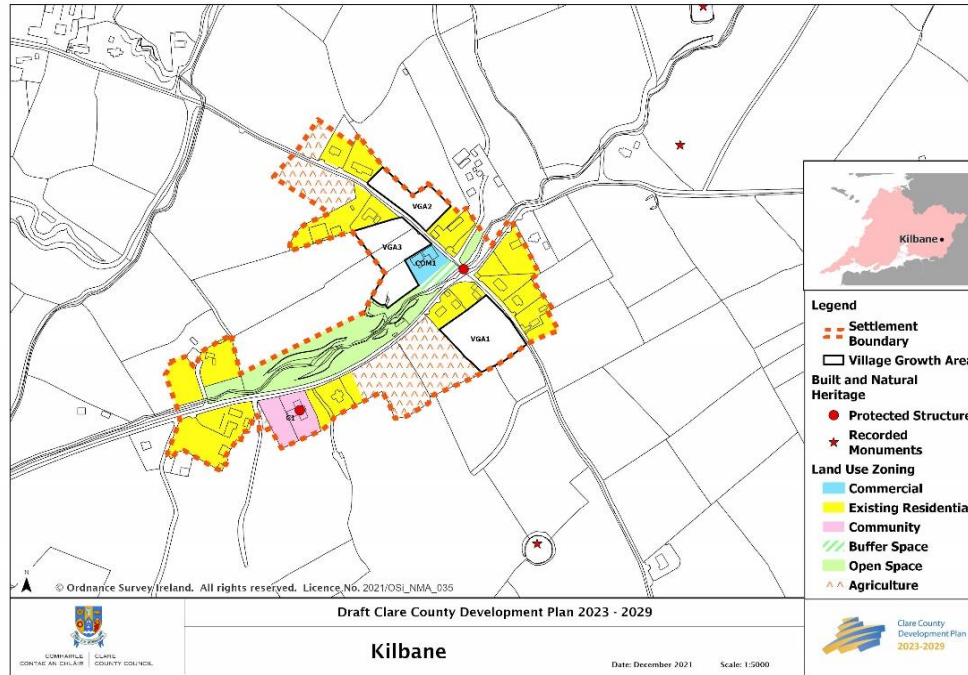 VGA2
VGA3
COM1
VGA1
C1
Kilbane
Legend
Settlement
Boundary
Village Growth Area
Built and Natural
Heritage
Protected Structure
Recorded
Monuments
Land Use Zoning
Commercial
Existing Residentia
Community
Buffer Space
Open Space
Agriculture
N
© Ordnance Survey Ireland. All rights reserved. Licence No. 2021/OSi_NMA_035
Draft Clare County Development Plan 2023 - 2029
Kilbane
Date: December 2021 Scale: 1:5000
COMHAIRLE CONTAE AN CHLÁIR
CLARE COUNTY COUNCIL
Clare County
Development Plan
2023-2029